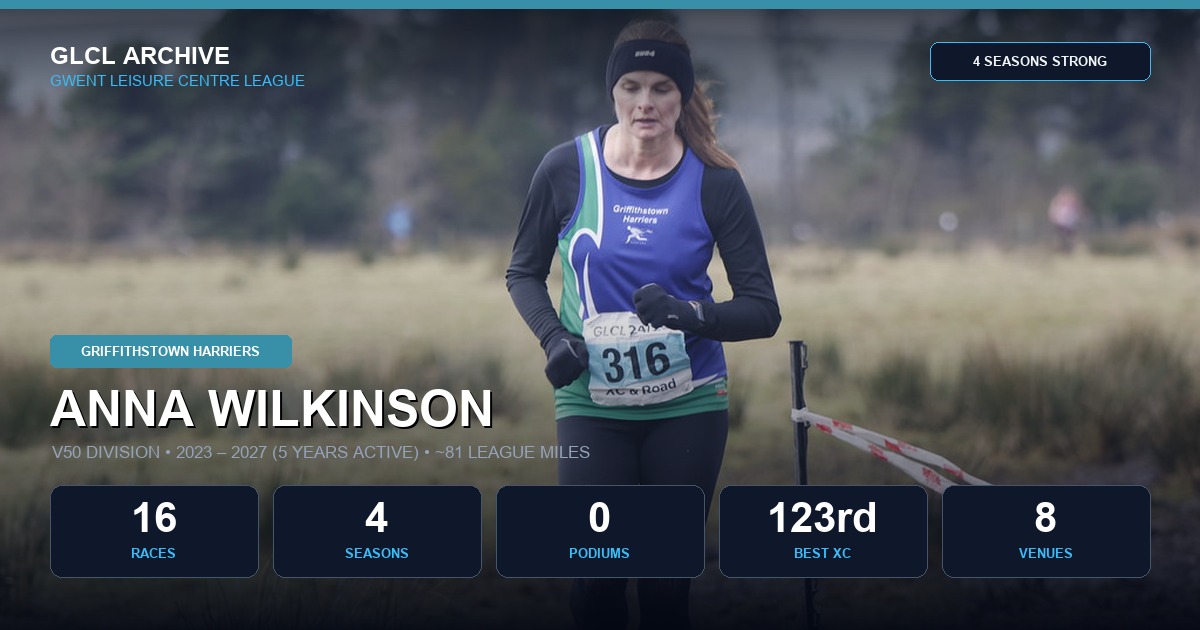 GLCL ARCHIVE
GWENT LEISURE CENTRE LEAGUE
4 SEASONS STRONG
Griffithstown
Harriers
GLCL 24/
316
XC & Road
GRIFFITHSTOWN HARRIERS
ANNA WILKINSON
V50 DIVISION • 2023 – 2027 (5 YEARS ACTIVE) • ~81 LEAGUE MILES
16
RACES
4
SEASONS
0
PODIUMS
123rd
BEST XC
8
VENUES